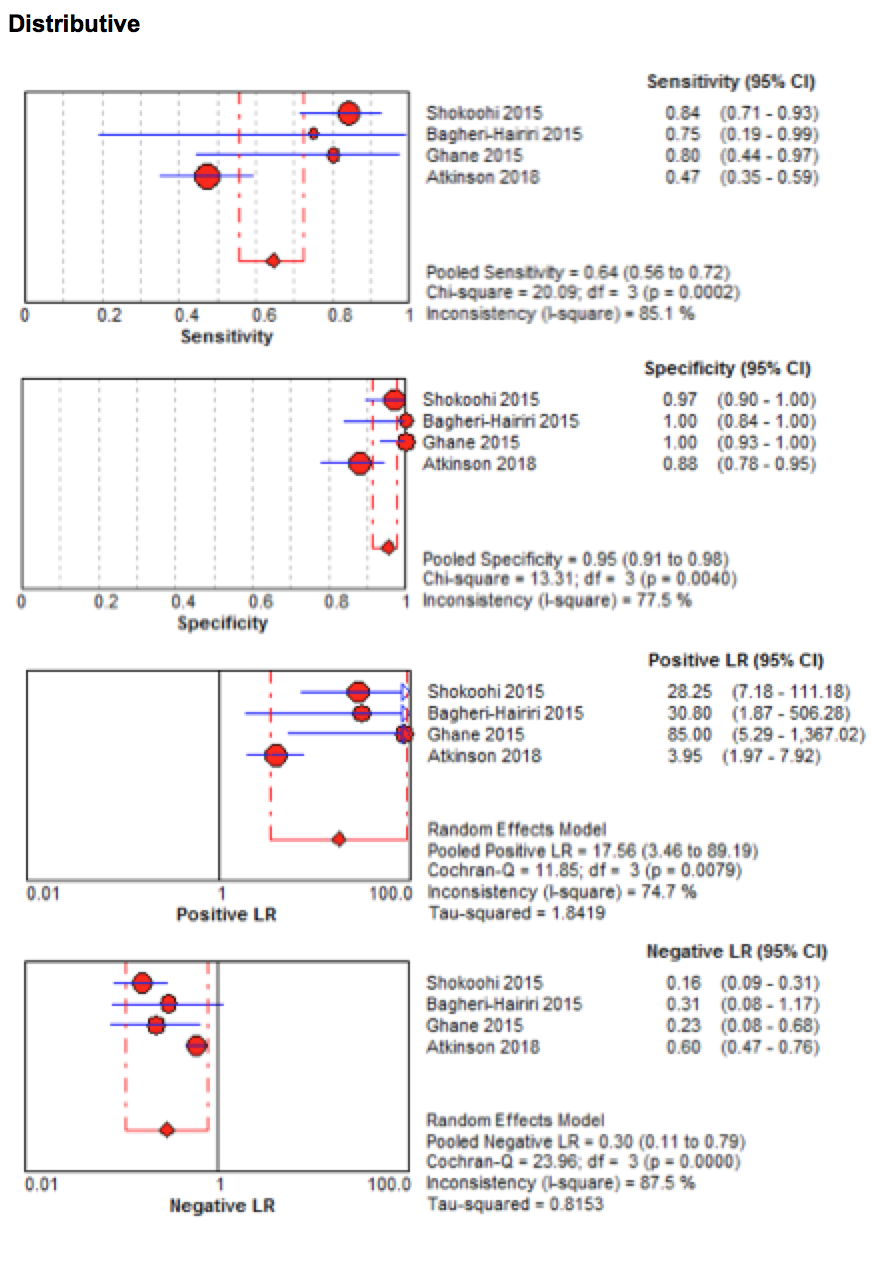 Distributive
Sensitivity (95% CI)
Shokoohi 2015 0.84 (0.71 - 0.93)
Bagheri-Hairiri 2015 0.75 (0.19 - 0.99)
Ghane 2015 0.80 (0.44 - 0.97)
Atkinson 2018 0.47 (0.35 - 0.59)
Pooled Sensitivity = 0.64 (0.56 to 0.72)
Chi-square = 20.09; df = 3 (p = 0.0002)
Inconsistency (I-square) = 85.1 %
0 0.2 0.4 0.6 0.8 1
Sensitivity
Specificity (95% CI)
Shokoohi 2015 0.97 (0.90 - 1.00)
Bagheri-Hairiri 2015 1.00 (0.84 - 1.00)
Ghane 2015 1.00 (0.93 - 1.00)
Atkinson 2018 0.88 (0.78 - 0.95)
Pooled Specificity = 0.95 (0.91 to 0.98)
Chi-square = 13.31; df = 3 (p = 0.0040)
Inconsistency (I-square) = 77.5 %
0 0.2 0.4 0.6 0.8 1
Specificity
Positive LR (95% CI)
Shokoohi 2015 28.25 (7.18 - 111.18)
Bagheri-Hairiri 2015 30.80 (1.87 - 506.28)
Ghane 2015 85.00 (5.29 - 1,367.02)
Atkinson 2018 3.95 (1.97 - 7.92)
Random Effects Model
Pooled Positive LR = 17.56 (3.46 to 89.19)
Cochran-Q = 11.85; df = 3 (p = 0.0079)
Inconsistency (I-square) = 74.7 %
Tau-squared = 1.8419
0.01 1 100.0
Positive LR
Negative LR (95% CI)
Shokoohi 2015 0.16 (0.09 - 0.31)
Bagheri-Hairiri 2015 0.31 (0.08 - 1.17)
Ghane 2015 0.23 (0.08 - 0.68)
Atkinson 2018 0.60 (0.47 - 0.76)
Random Effects Model
Pooled Negative LR = 0.30 (0.11 to 0.79)
Cochran-Q = 23.96; df = 3 (p = 0.0000)
Inconsistency (I-square) = 87.5 %
Tau-squared = 0.8153
0.01 1 100.0
Negative LR